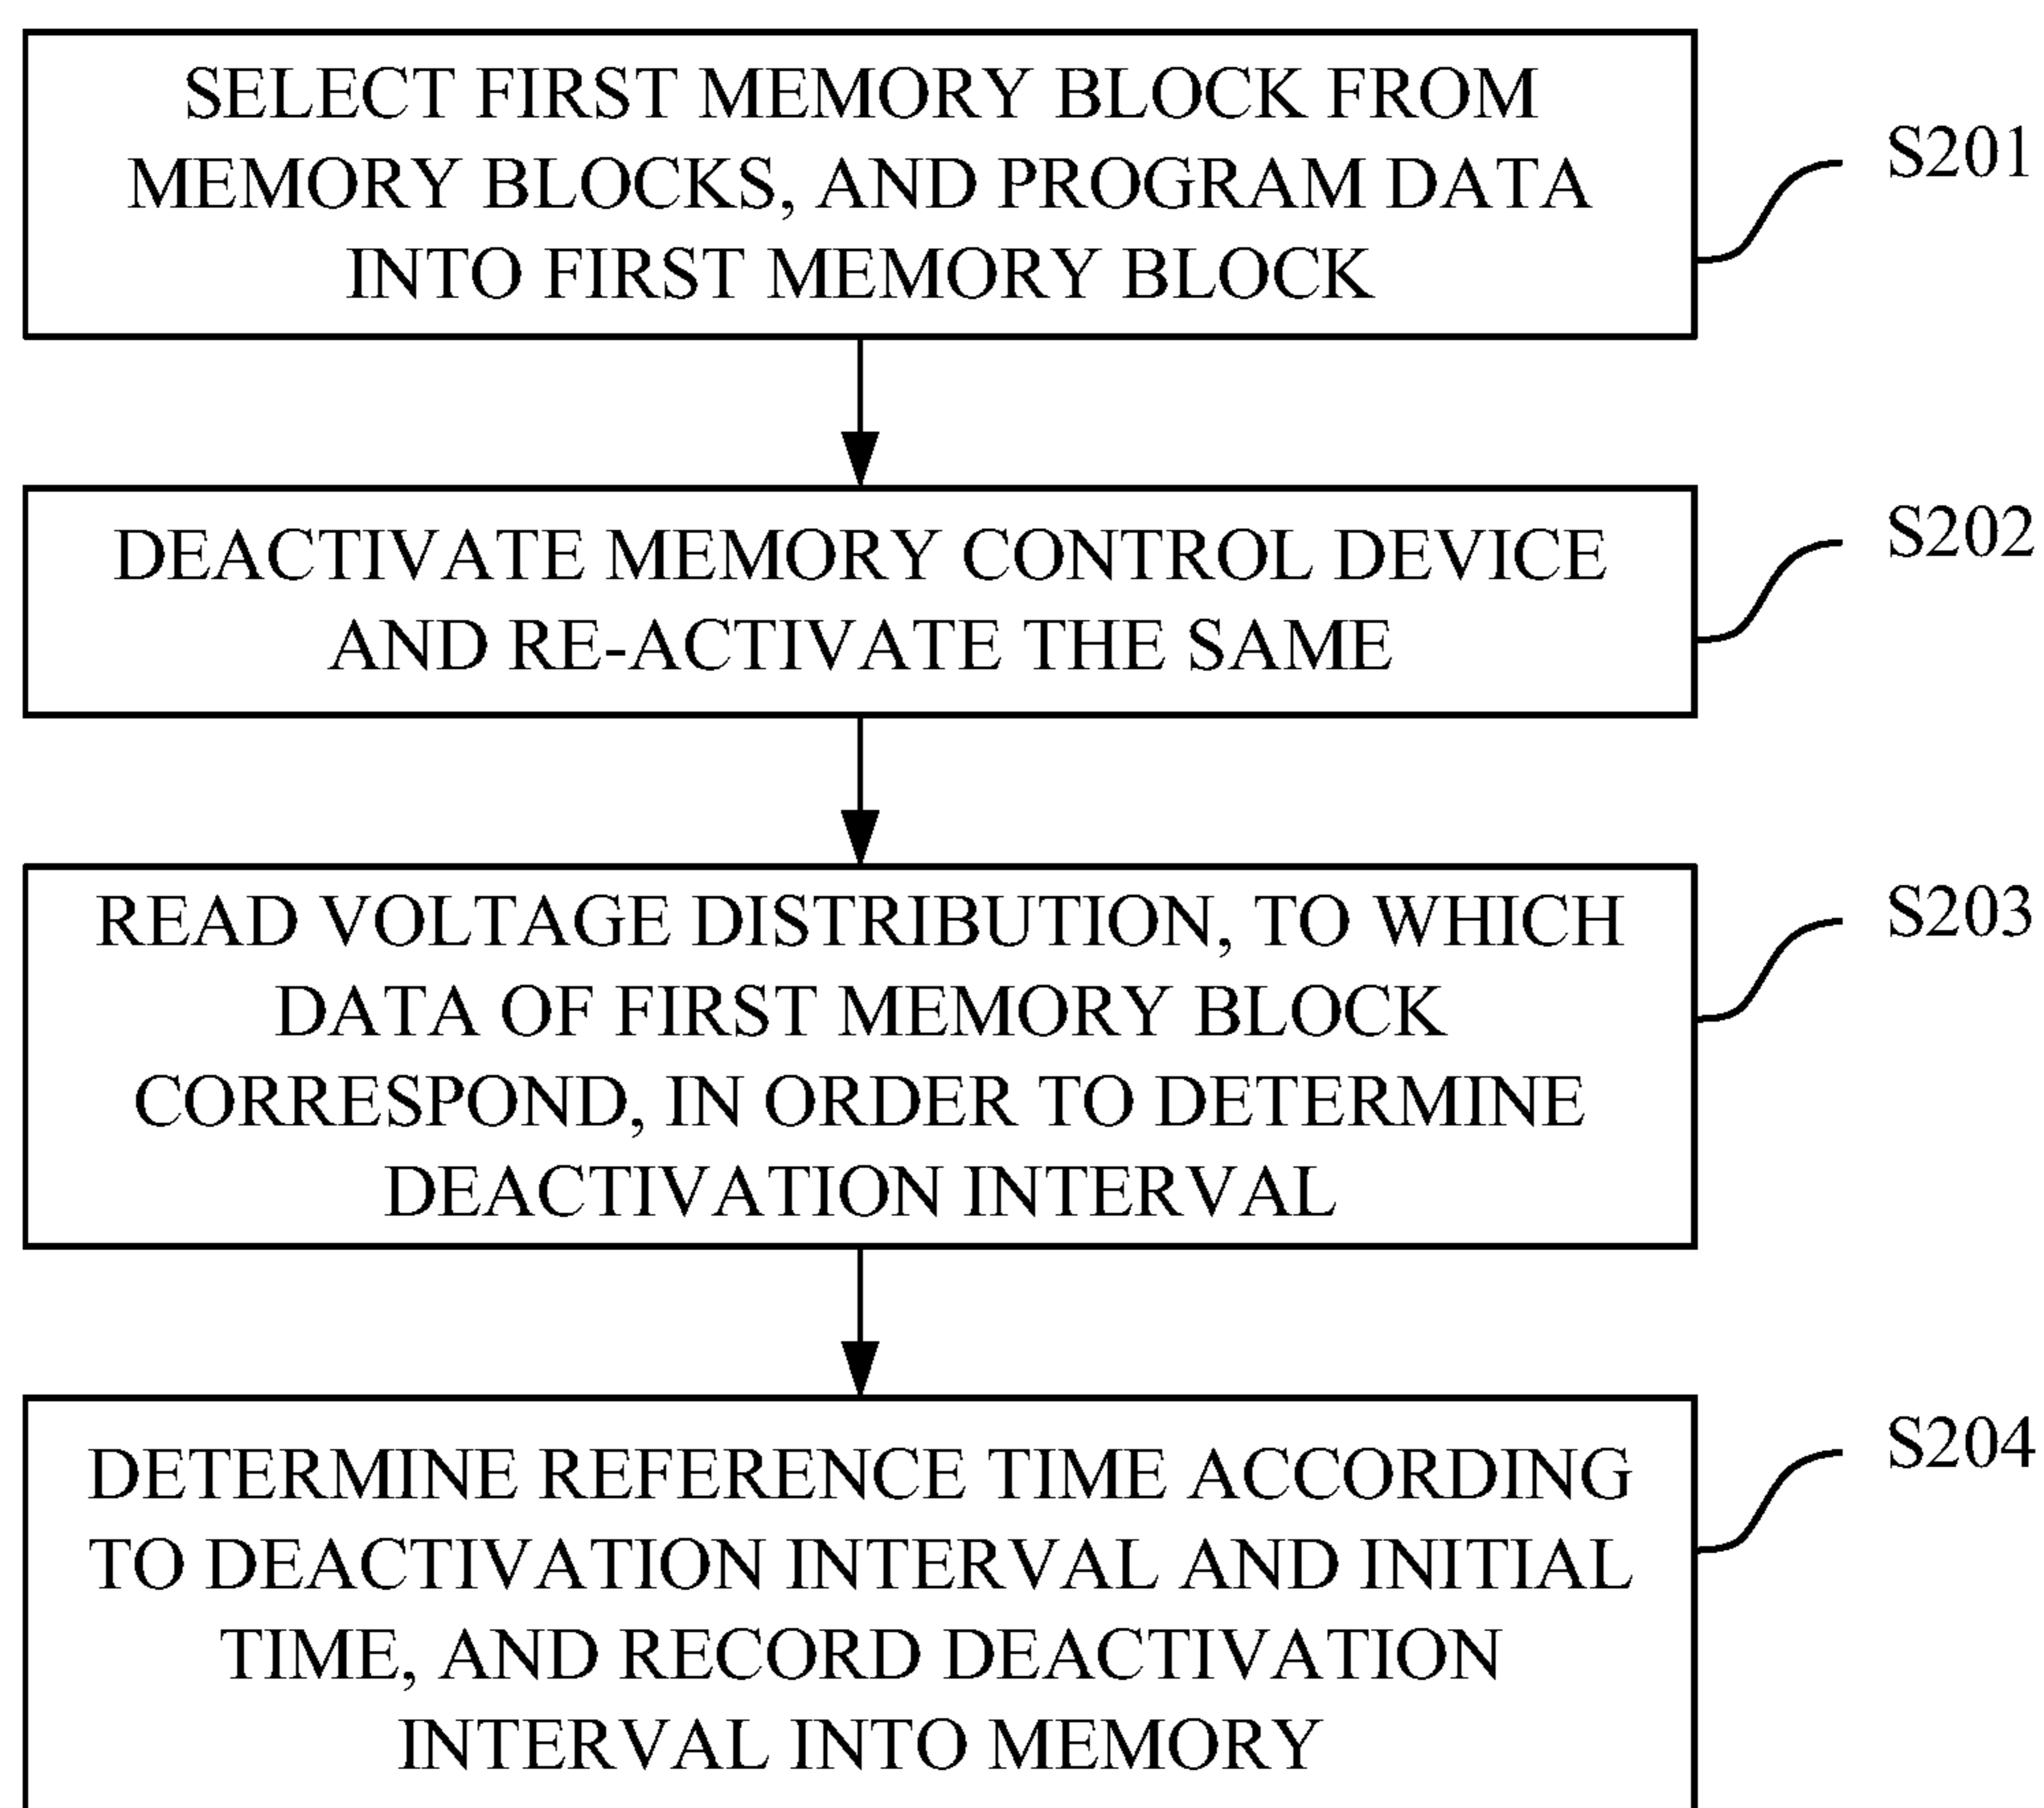 SELECT FIRST MEMORY BLOCK FROM
MEMORY BLOCKS, AND PROGRAM DATA
INTO FIRST MEMORY BLOCK
S201
DEACTIVATE MEMORY CONTROL DEVICE
AND RE-ACTIVATE THE SAME
S202
READ VOLTAGE DISTRIBUTION, TO WHICH
DATA OF FIRST MEMORY BLOCK
CORRESPOND, IN ORDER TO DETERMINE
DEACTIVATION INTERVAL
S203
DETERMINE REFERENCE TIME ACCORDING
TO DEACTIVATION INTERVAL AND INITIAL
TIME, AND RECORD DEACTIVATION
INTERVAL INTO MEMORY
S204